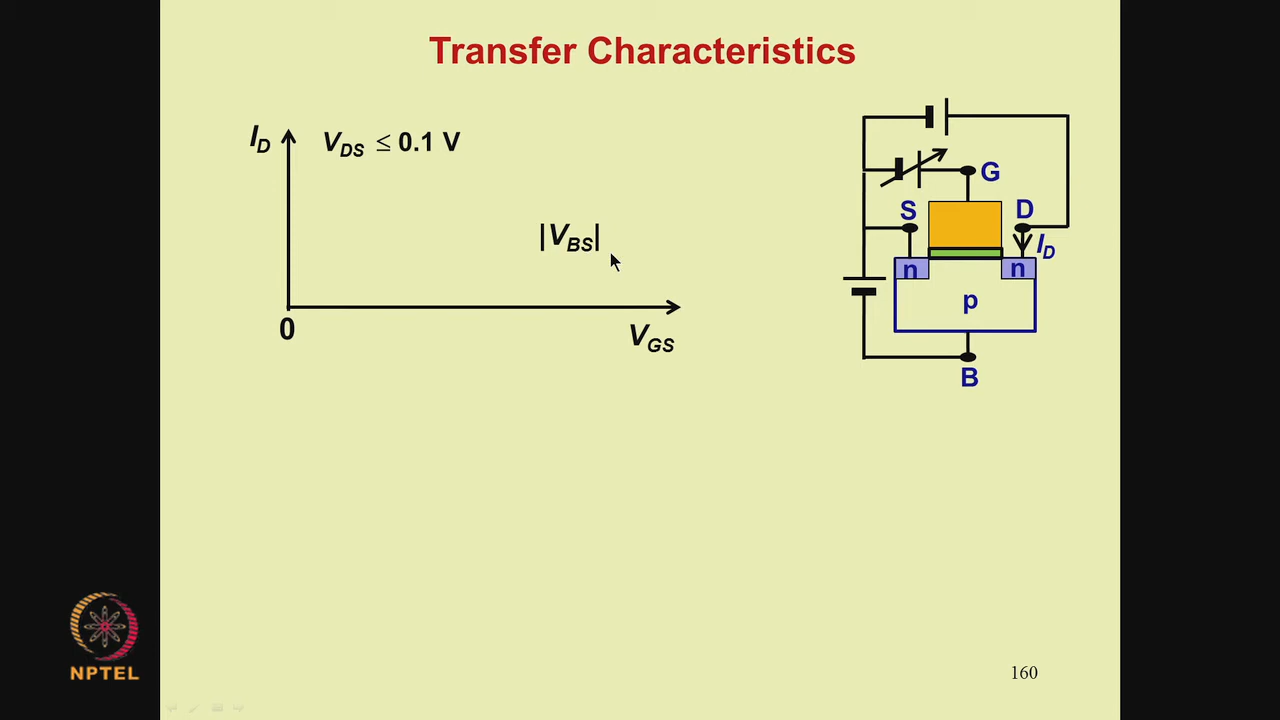 Transfer Characteristics
I_D
V_DS ≤ 0.1 V
|V_BS|
0
V_GS
G
S
D
I_D
n
n
p
B
NPTEL
160